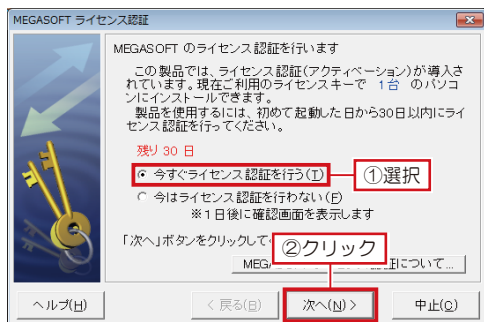 MEGASOFT ライセンス認証
MEGASOFT のライセンス認証を行います
この製品では、ライセンス認証(アクティベーション)が導入さ
れています。現在ご利用のライセンスキーで 1台 のパソコ
ンにインストールできます。
製品を使用するには、初めて起動した日から30日以内にライ
センス認証を行ってください。
残り 30 日
今すぐライセンス認証を行う(T)
①選択
今はライセンス認証を行わない(F)
※1日後に確認画面を表示します
「次へ」ボタンをクリックして
②クリック
MEGA
証について...
ヘルプ(H)
< 戻る(B)
次へ(N) >
中止(C)